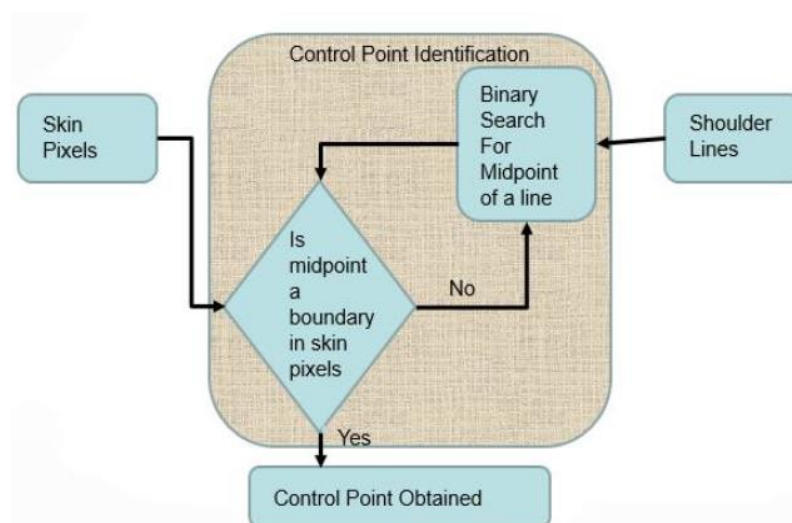 Control Point Identification
Skin
Pixels
Binary
Search
For
Midpoint
of a line
Shoulder
Lines
Is
midpoint
a
boundary
in skin
pixels
No
Yes
Control Point Obtained